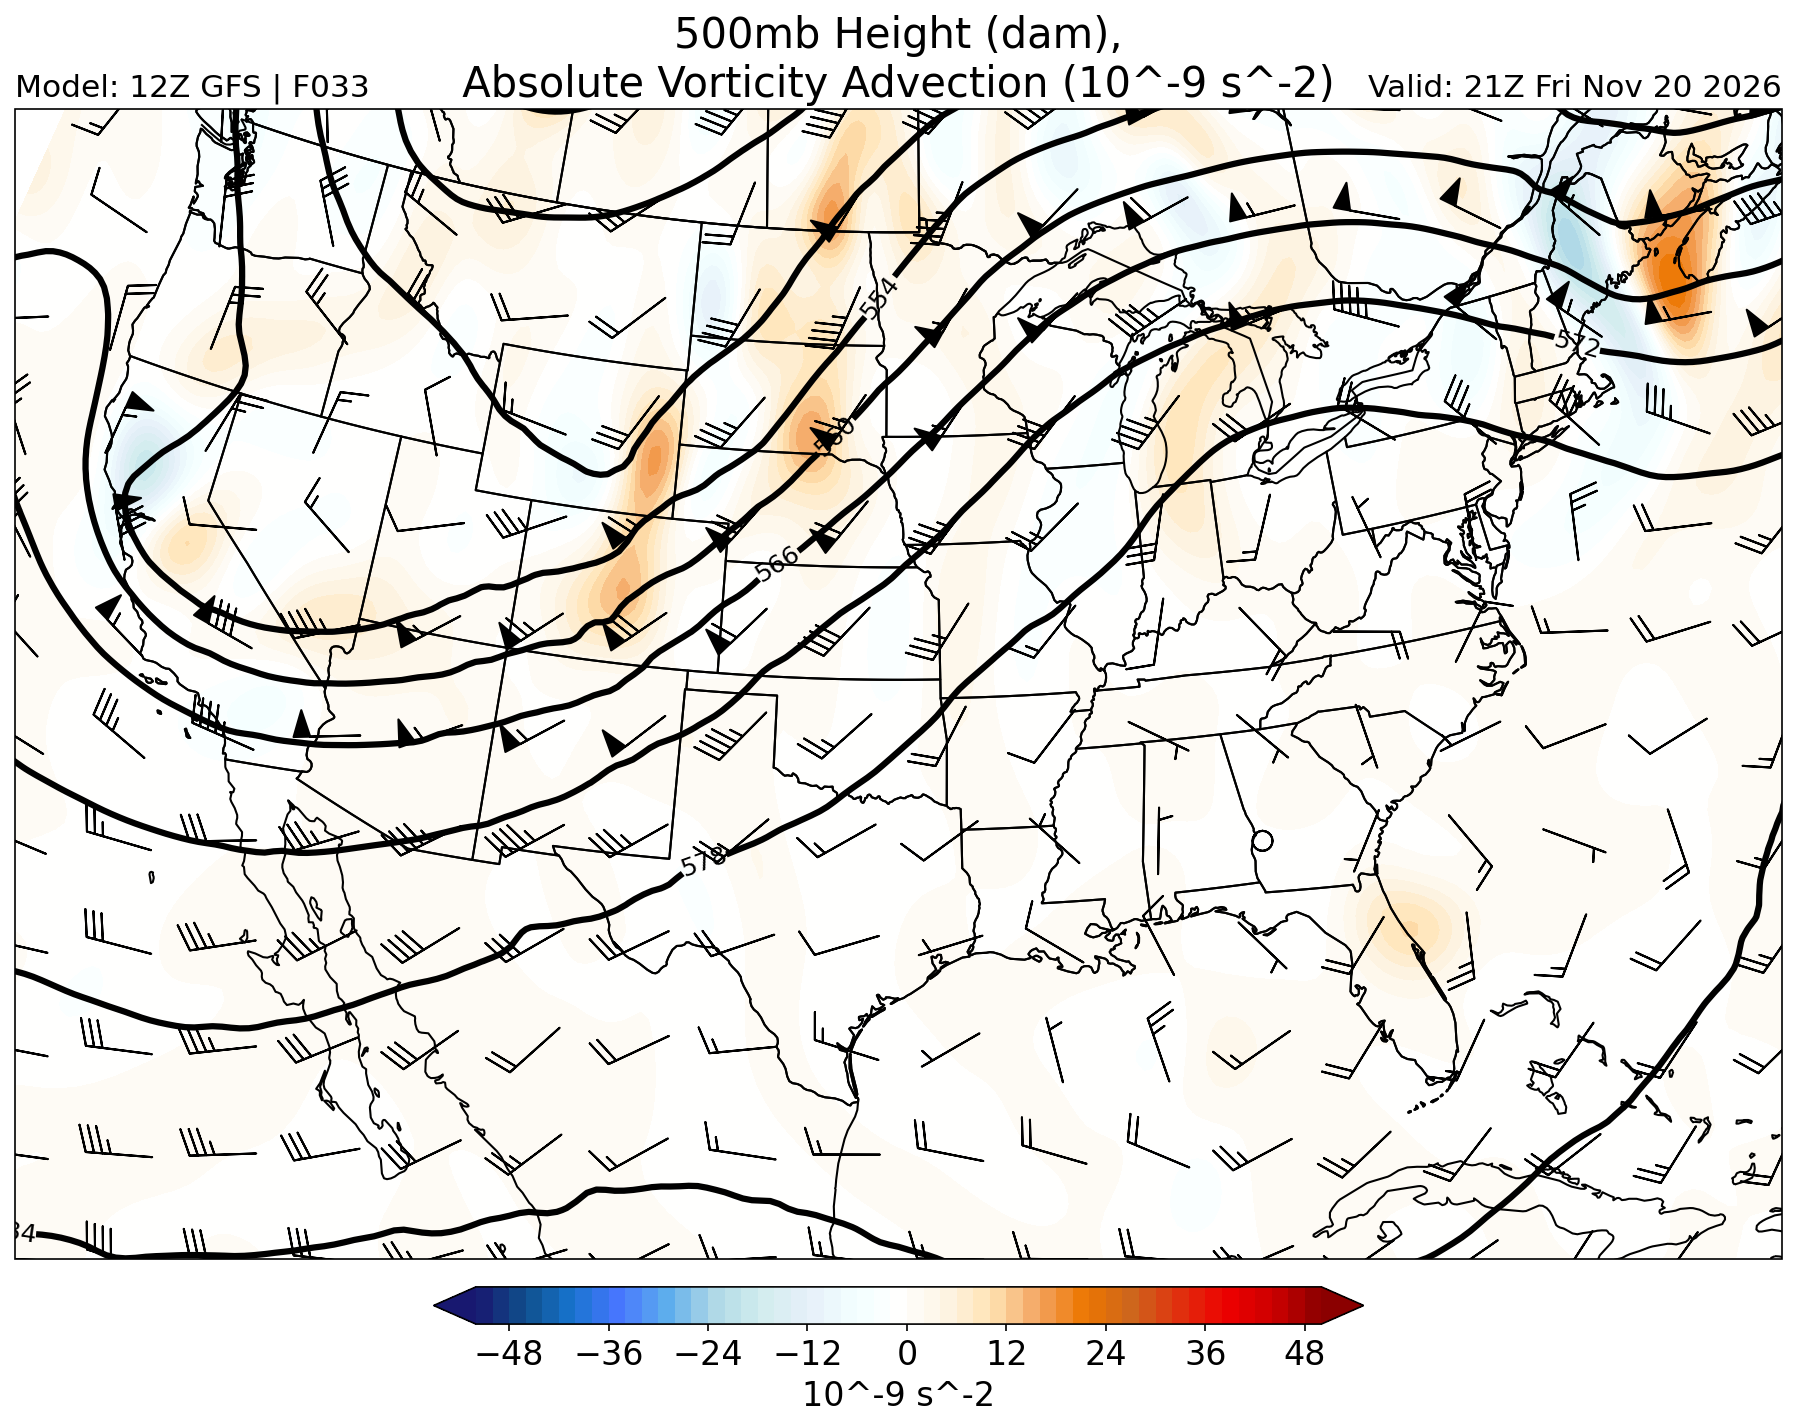 500mb Height (dam),
Model: 12Z GFS | F033
Absolute Vorticity Advection (10^-9 s^-2)
Valid: 21Z Fri Nov 20 2026
554
572
560
566
578
−48 −36 −24 −12 0 12 24 36 48
10^-9 s^-2